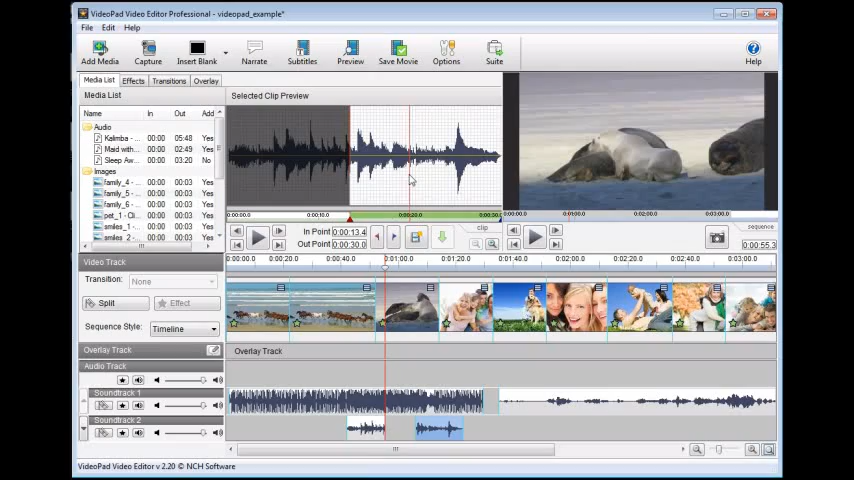 VideoPad Video Editor Professional - videopad_example*
File Edit Help
Add Media Capture Insert Blank Narrate Subtitles Preview Save Movie Options Suite Help
Media List Effects Transitions Overlay
Media List Selected Clip Preview
Name In Out Add
Audio
Kalimba - ... 00:00 05:48 Yes
Maid with... 00:00 02:49 Yes
Sleep Aw... 00:00 03:20 No
Images
family_4 - ... 00:00 00:03 Yes
family_5 - ... 00:00 00:03 Yes
family_6 - ... 00:00 00:03 Yes
pet_1 - Cli... 00:00 00:03 Yes
smiles_1 - ... 00:00 00:03 Yes
smiles_2 - ... 00:00 00:03 Yes
0:00:00.0 0:00:10.0 0:00:20.0 0:00:30.0
0:00:00.0 0:01:00.0 0:02:00.0 0:03:00.0
In Point 0:00:13.4 clip sequence
Out Point 0:00:30.0 0:00:55.3
Video Track
0:00:00.0 0:00:20.0 0:00:40.0 0:01:00.0 0:01:20.0 0:01:40.0 0:02:00.0 0:02:20.0 0:02:40.0 0:03:00.0
Transition: None
Split Effect
Sequence Style: Timeline
Overlay Track Overlay Track
Audio Track
Soundtrack 1
Soundtrack 2
VideoPad Video Editor v 2.20 © NCH Software